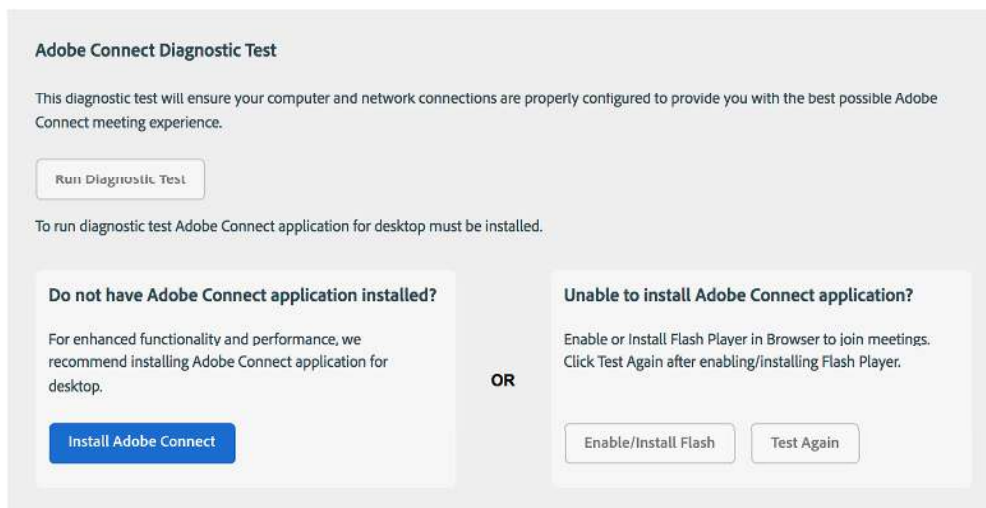 Adobe Connect Diagnostic Test
This diagnostic test will ensure your computer and network connections are properly configured to provide you with the best possible Adobe
Connect meeting experience.
Run Diagnostic Test
To run diagnostic test Adobe Connect application for desktop must be installed.
Do not have Adobe Connect application installed?
For enhanced functionality and performance, we
recommend installing Adobe Connect application for
desktop.
Install Adobe Connect
OR
Unable to install Adobe Connect application?
Enable or Install Flash Player in Browser to join meetings.
Click Test Again after enabling/installing Flash Player.
Enable/Install Flash
Test Again